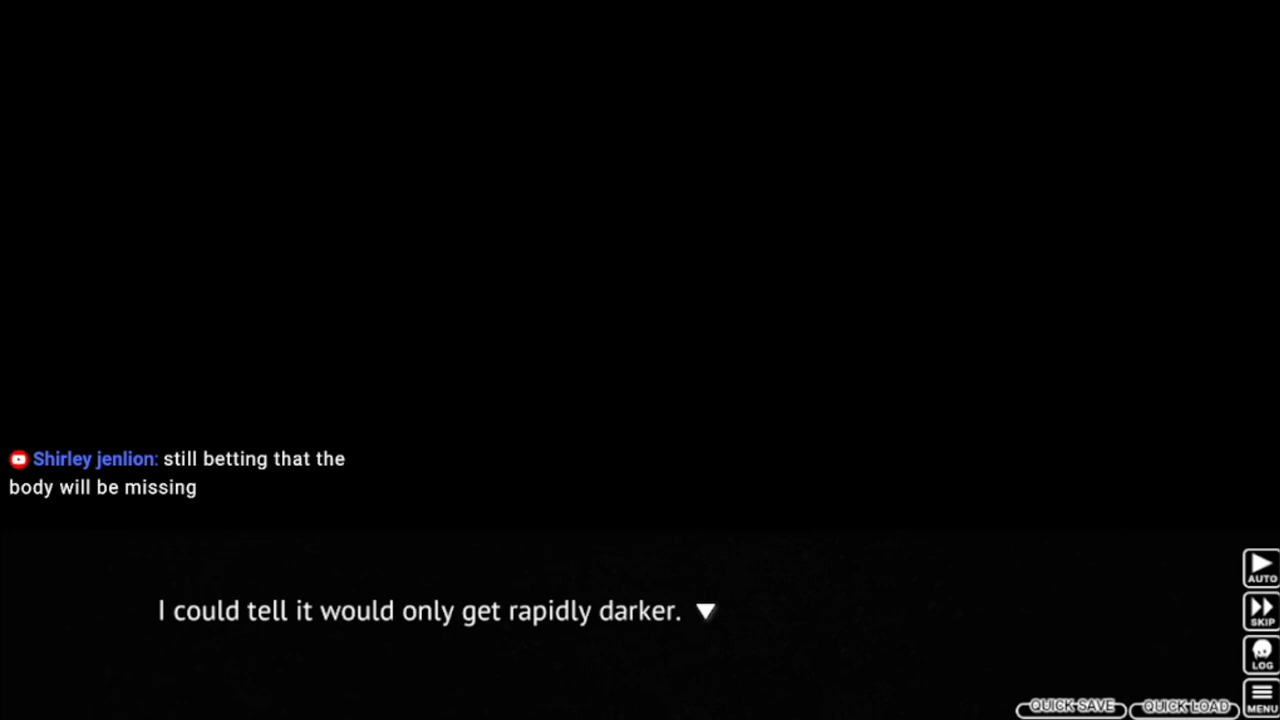 Shirley jenlion: still betting that the
body will be missing
I could tell it would only get rapidly darker.
AUTO
SKIP
LOG
MENU
QUICK SAVE
QUICK LOAD